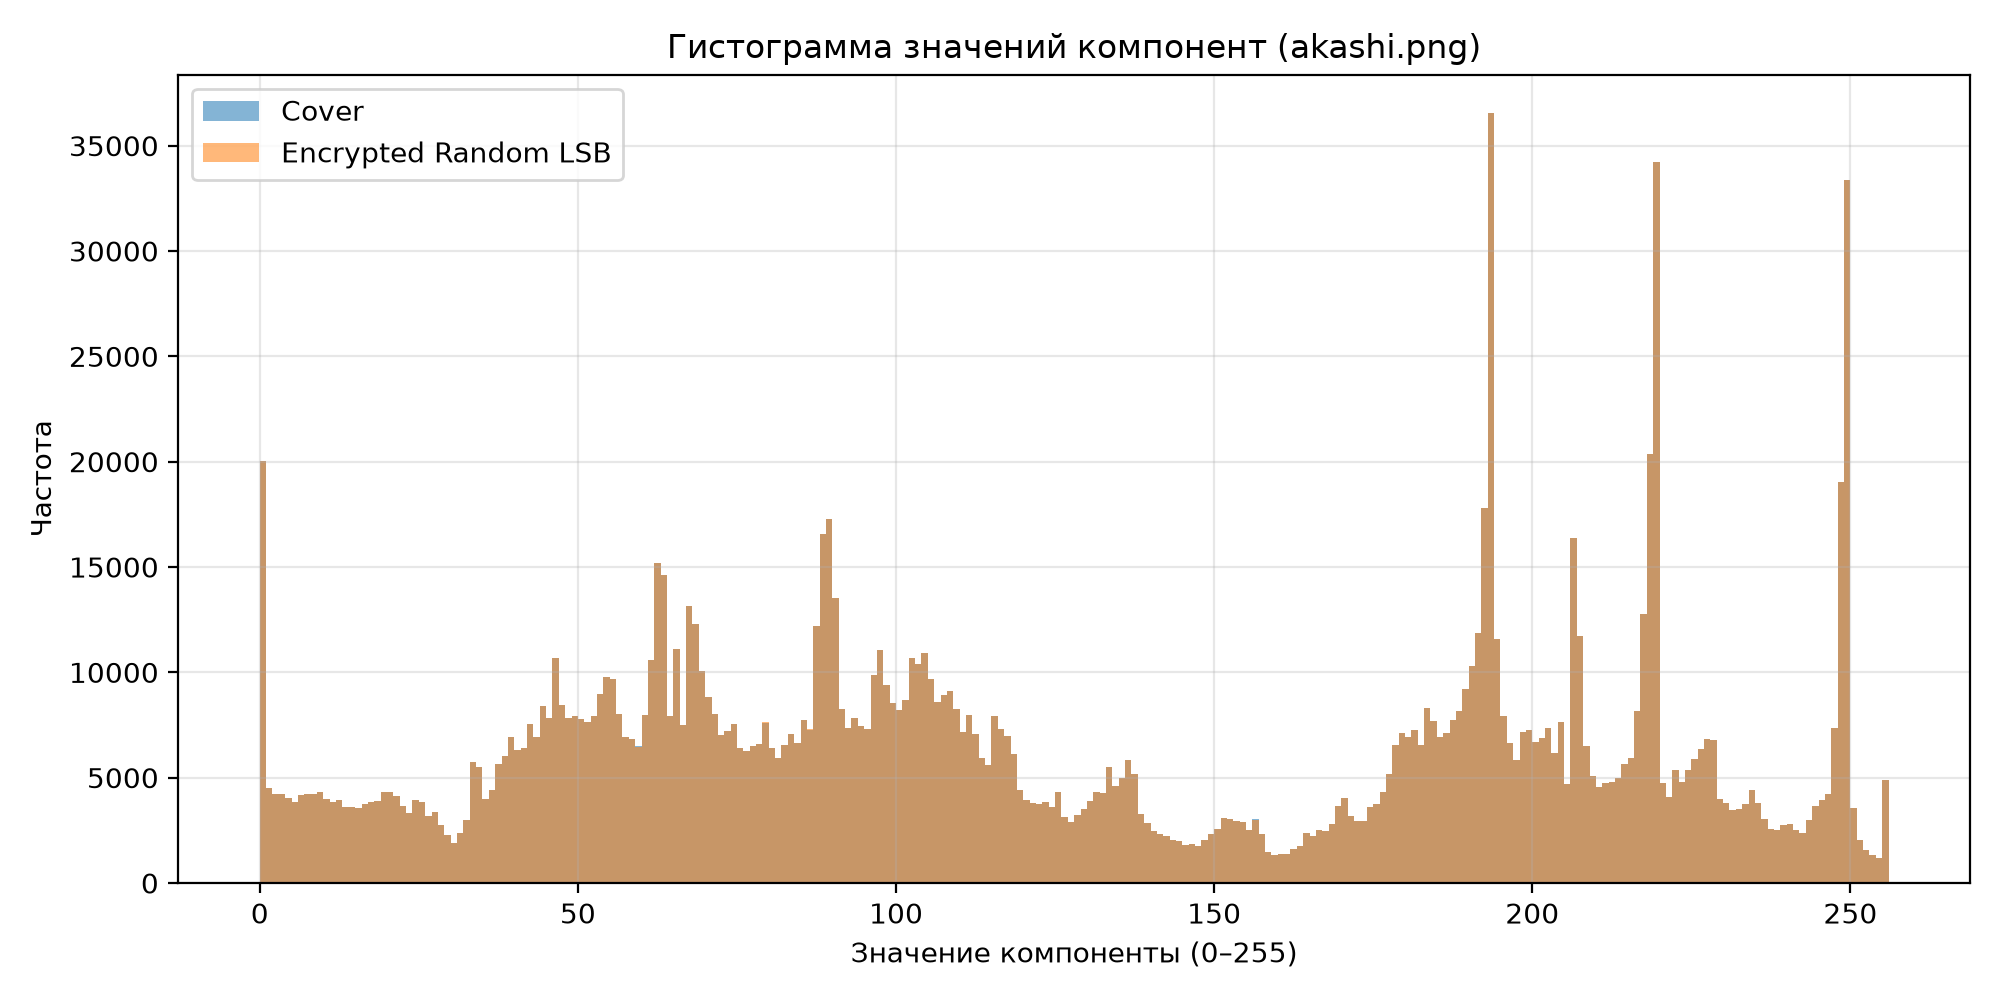 Гистограмма значений компонент (akashi.png)
Cover
Encrypted Random LSB
35000
30000
25000
20000
15000
10000
5000
0
Частота
0 50 100 150 200 250
Значение компоненты (0–255)